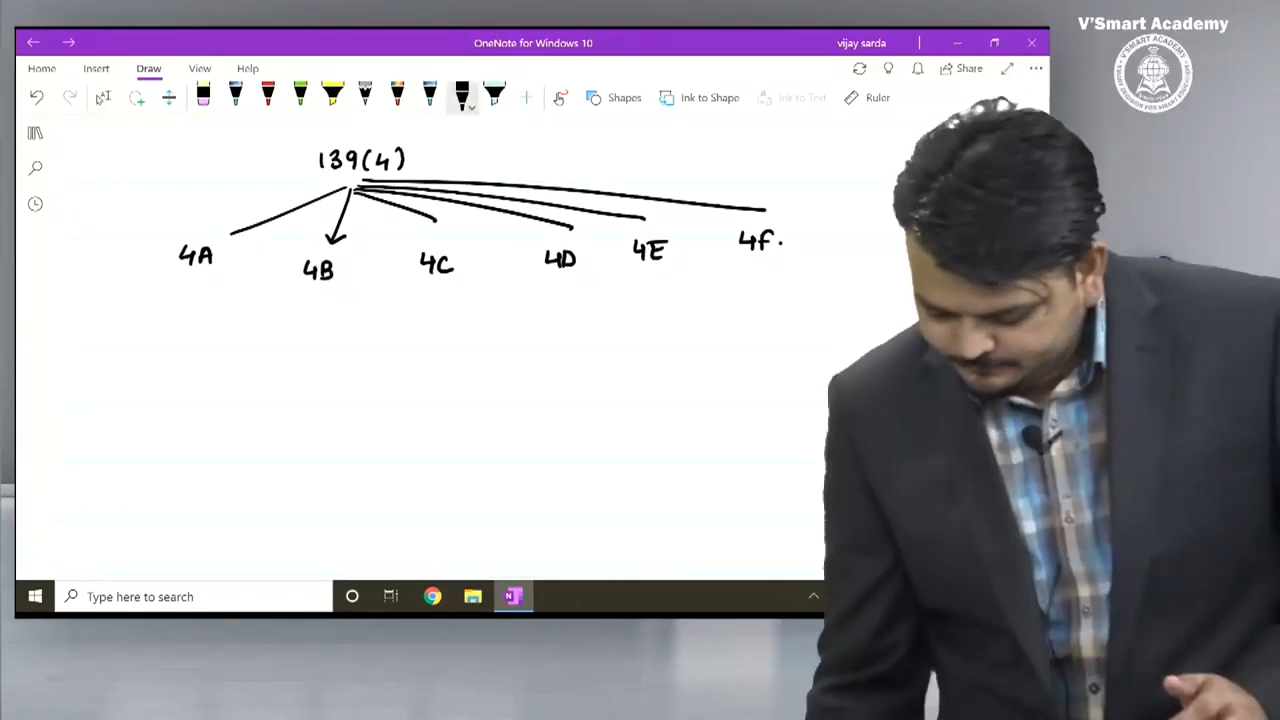 V'Smart Academy
OneNote for Windows 10
vijay sarda
Home Insert Draw View Help
Share
Shapes Ink to Shape Ink to Text Ruler
139(4)
4A 4B 4C 4D 4E 4F.
Type here to search